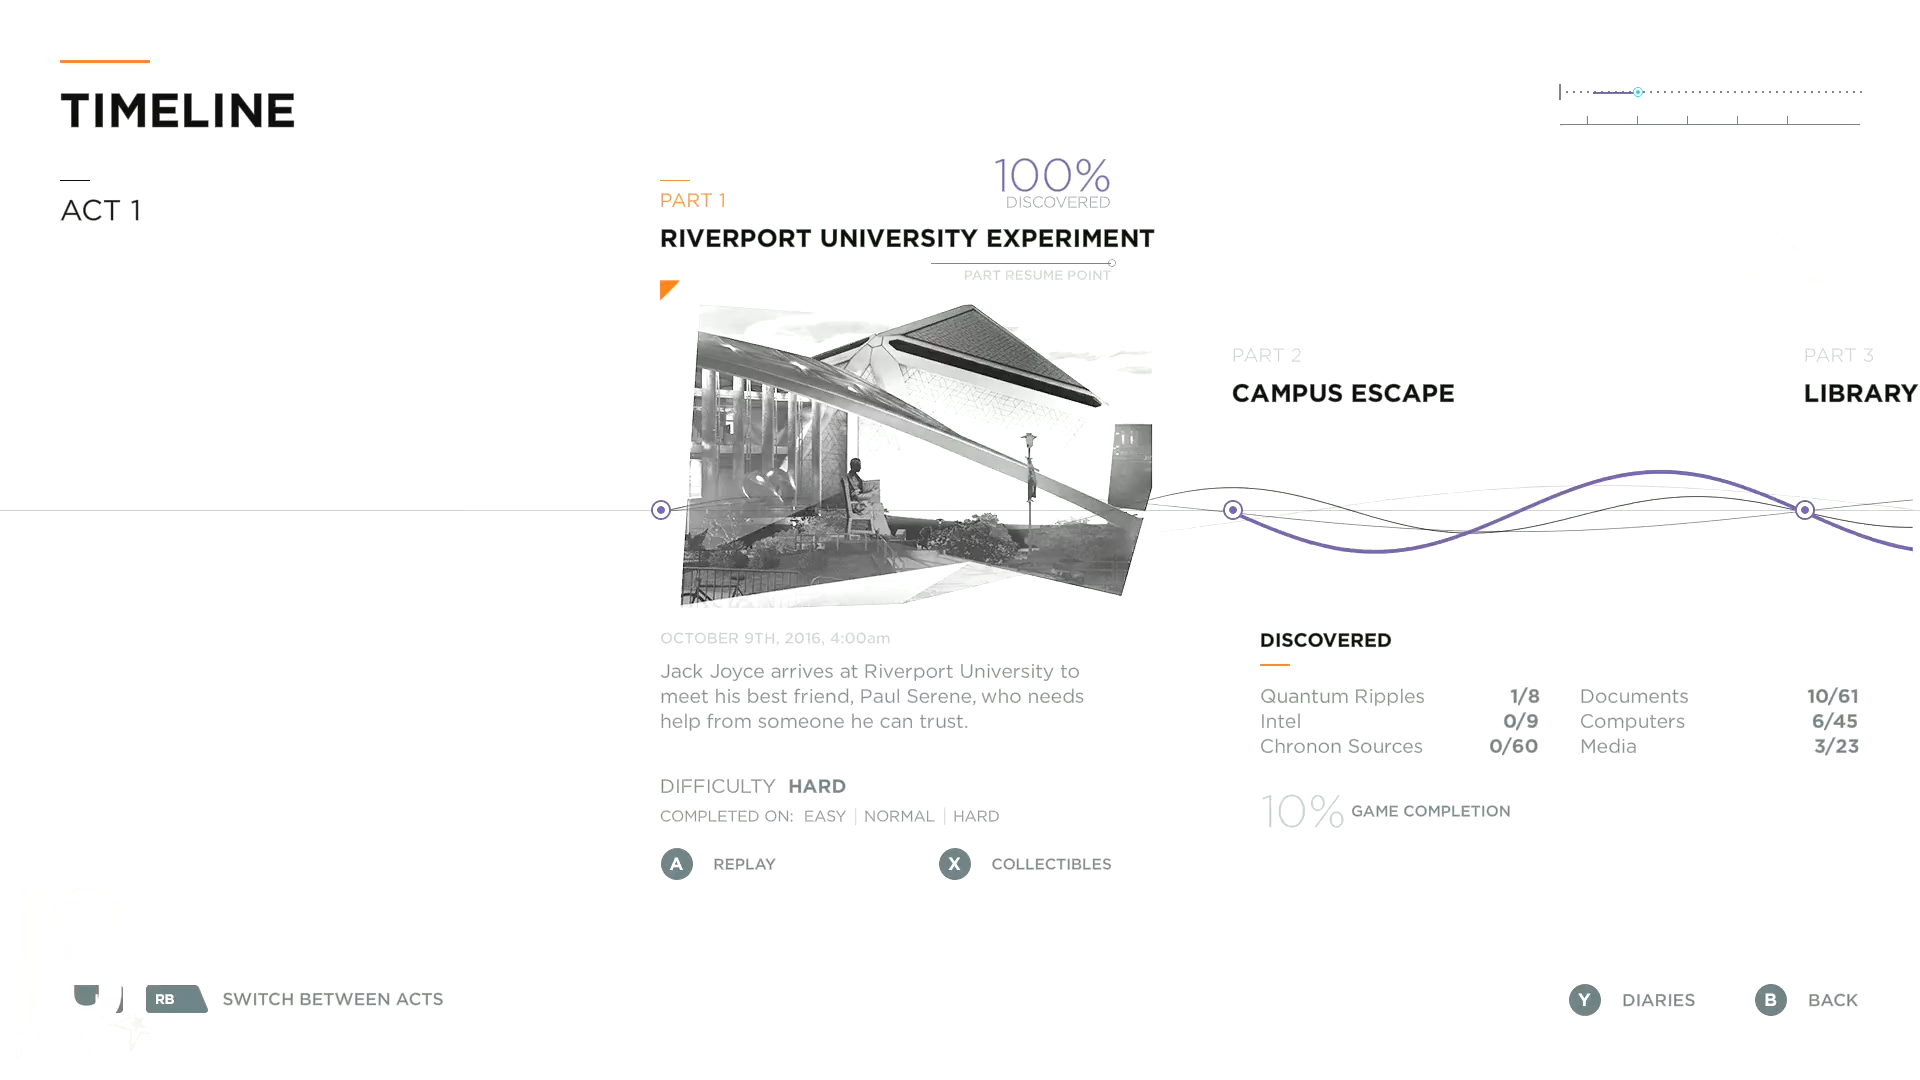 TIMELINE
ACT 1
PART 1
100%
DISCOVERED
RIVERPORT UNIVERSITY EXPERIMENT
PART RESUME POINT
PART 2
CAMPUS ESCAPE
PART 3
LIBRARY
OCTOBER 9TH, 2016, 4:00am
Jack Joyce arrives at Riverport University to
meet his best friend, Paul Serene, who needs
help from someone he can trust.
DIFFICULTY HARD
COMPLETED ON: EASY | NORMAL | HARD
A REPLAY X COLLECTIBLES
DISCOVERED
Quantum Ripples 1/8 Documents 10/61
Intel 0/9 Computers 6/45
Chronon Sources 0/60 Media 3/23
10% GAME COMPLETION
RB SWITCH BETWEEN ACTS
Y DIARIES B BACK